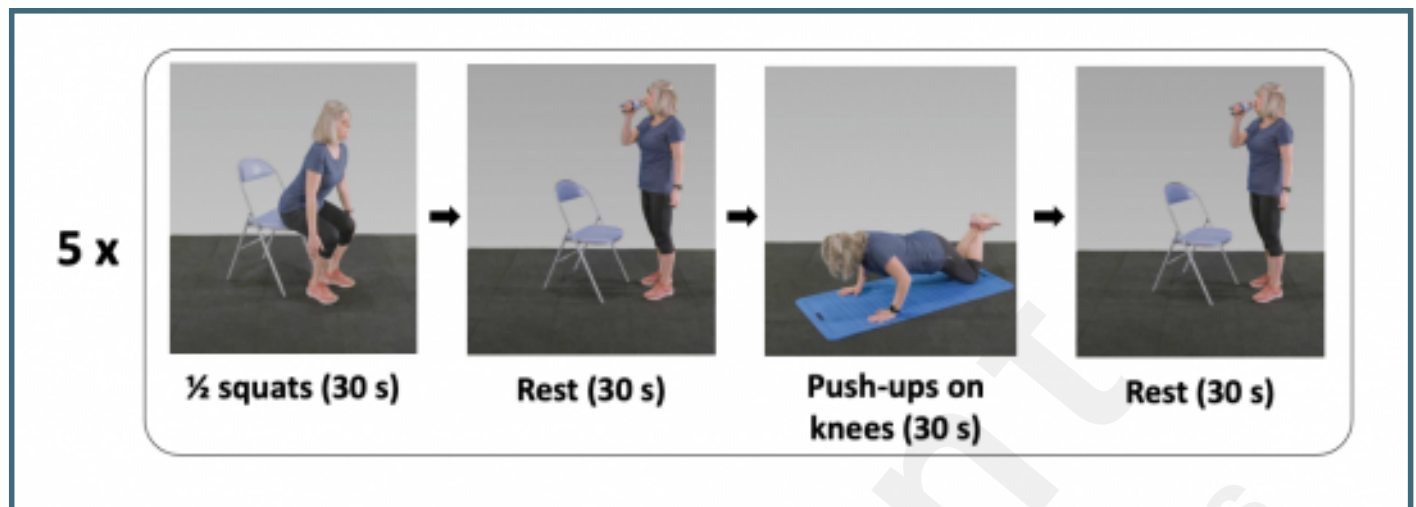 5 x
½ squats (30 s)
Rest (30 s)
Push-ups on
knees (30 s)
Rest (30 s)